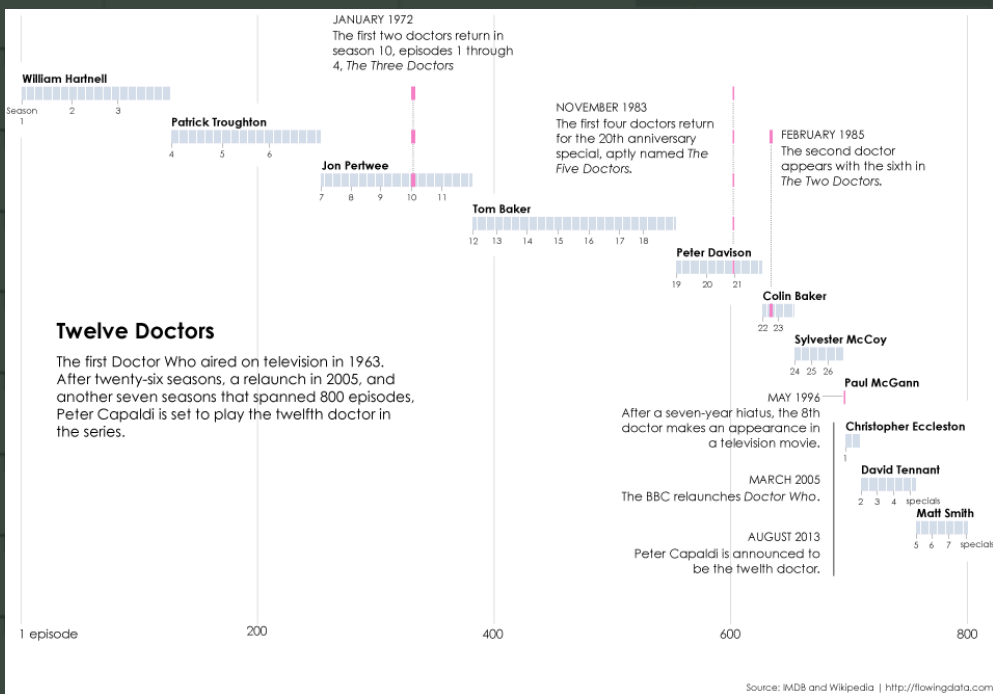 JANUARY 1972
The first two doctors return in
season 10, episodes 1 through
4, The Three Doctors
William Hartnell
Season
1 2 3
NOVEMBER 1983
The first four doctors return
for the 20th anniversary
special, aptly named The
Five Doctors.
FEBRUARY 1985
The second doctor
appears with the sixth in
The Two Doctors.
Patrick Troughton
4 5 6
Jon Pertwee
7 8 9 10 11
Tom Baker
12 13 14 15 16 17 18
Peter Davison
19 20 21
Colin Baker
22 23
Sylvester McCoy
24 25 26
Twelve Doctors
The first Doctor Who aired on television in 1963.
After twenty-six seasons, a relaunch in 2005, and
another seven seasons that spanned 800 episodes,
Peter Capaldi is set to play the twelfth doctor in
the series.
Paul McGann
MAY 1996
After a seven-year hiatus, the 8th
doctor makes an appearance in
a television movie.
Christopher Eccleston
1
David Tennant
2 3 4 specials
MARCH 2005
The BBC relaunches Doctor Who.
Matt Smith
5 6 7 specials
AUGUST 2013
Peter Capaldi is announced to
be the twelth doctor.
1 episode 200 400 600 800
Source: IMDB and Wikipedia | http://flowingdata.com